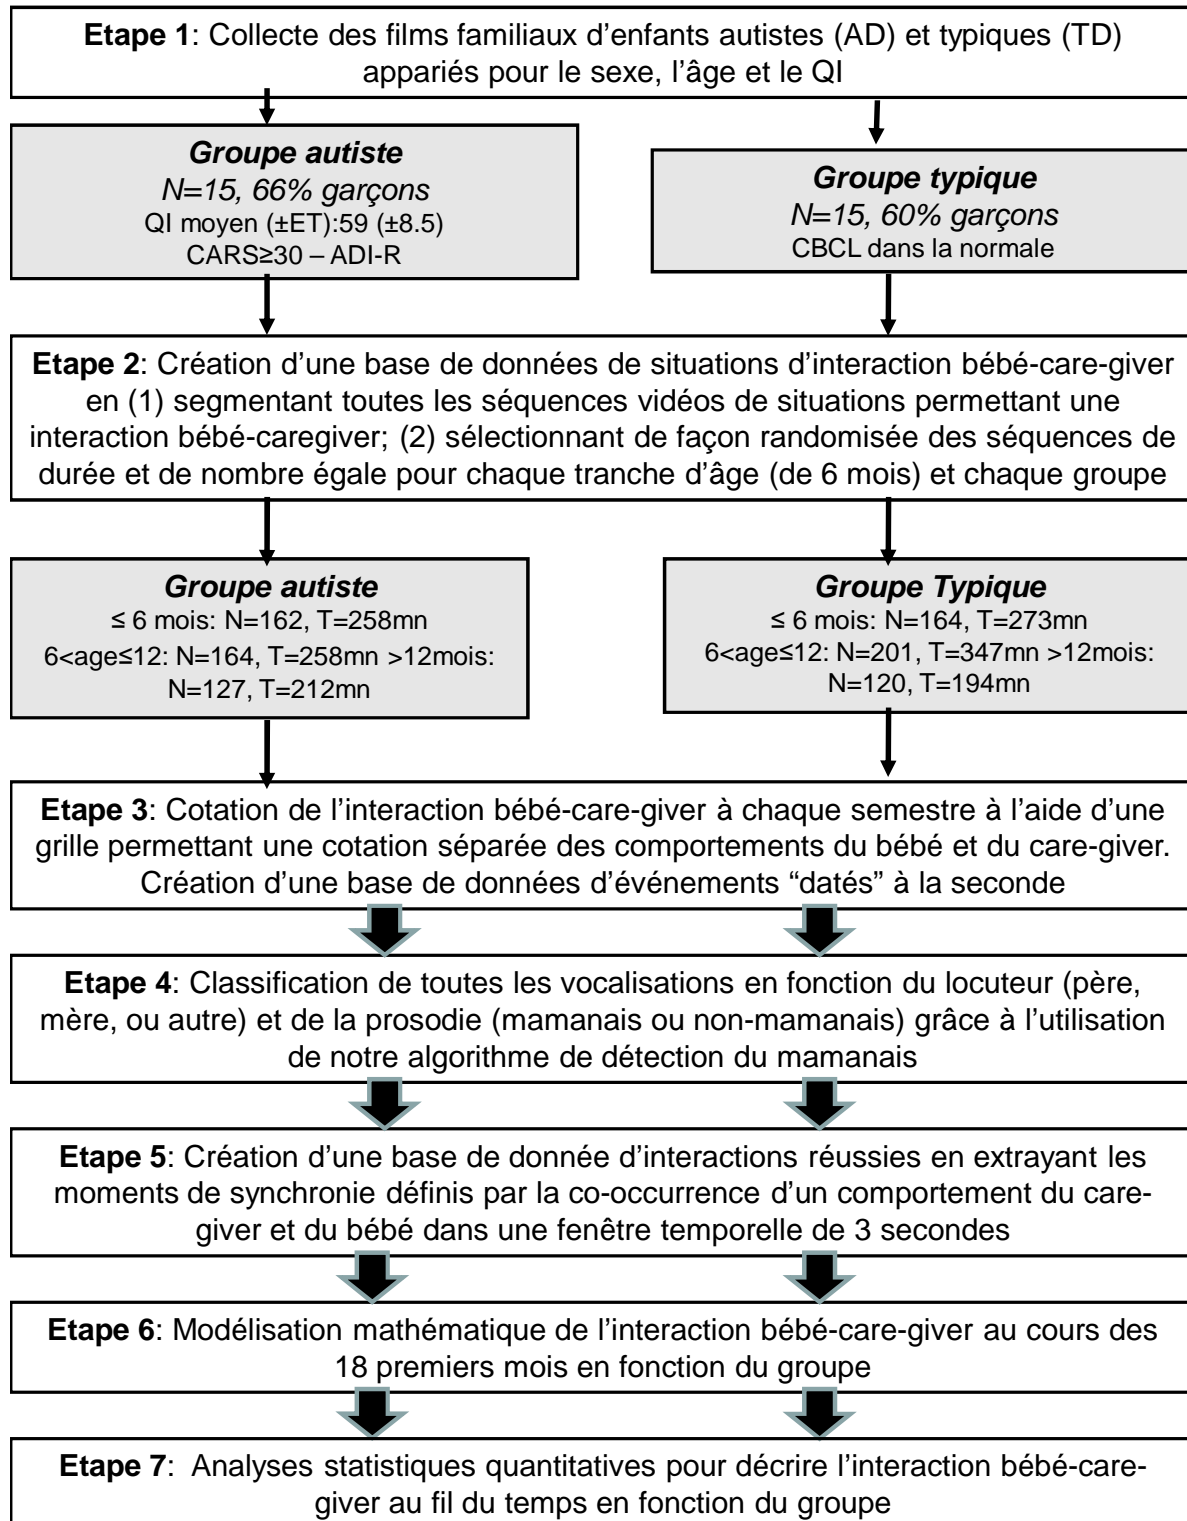 Etape 1: Collecte des films familiaux d’enfants autistes (AD) et typiques (TD)
appariés pour le sexe, l’âge et le QI
Groupe autiste
N=15, 66% garçons
QI moyen (±ET):59 (±8.5)
CARS≥30 – ADI-R
Groupe typique
N=15, 60% garçons
CBCL dans la normale
Etape 2: Création d’une base de données de situations d’interaction bébé-care-giver
en (1) segmentant toutes les séquences vidéos de situations permettant une
interaction bébé-caregiver; (2) sélectionnant de façon randomisée des séquences de
durée et de nombre égale pour chaque tranche d’âge (de 6 mois) et chaque groupe
Groupe autiste
≤ 6 mois: N=162, T=258mn
6<age≤12: N=164, T=258mn >12mois:
N=127, T=212mn
Groupe Typique
≤ 6 mois: N=164, T=273mn
6<age≤12: N=201, T=347mn >12mois:
N=120, T=194mn
Etape 3: Cotation de l’interaction bébé-care-giver à chaque semestre à l’aide d’une
grille permettant une cotation séparée des comportements du bébé et du care-giver.
Création d’une base de données d’événements “datés” à la seconde
Etape 4: Classification de toutes les vocalisations en fonction du locuteur (père,
mère, ou autre) et de la prosodie (mamanais ou non-mamanais) grâce à l’utilisation
de notre algorithme de détection du mamanais
Etape 5: Création d’une base de donnée d’interactions réussies en extrayant les
moments de synchronie définis par la co-occurrence d’un comportement du care-
giver et du bébé dans une fenêtre temporelle de 3 secondes
Etape 6: Modélisation mathématique de l’interaction bébé-care-giver au cours des
18 premiers mois en fonction du groupe
Etape 7: Analyses statistiques quantitatives pour décrire l’interaction bébé-care-
giver au fil du temps en fonction du groupe